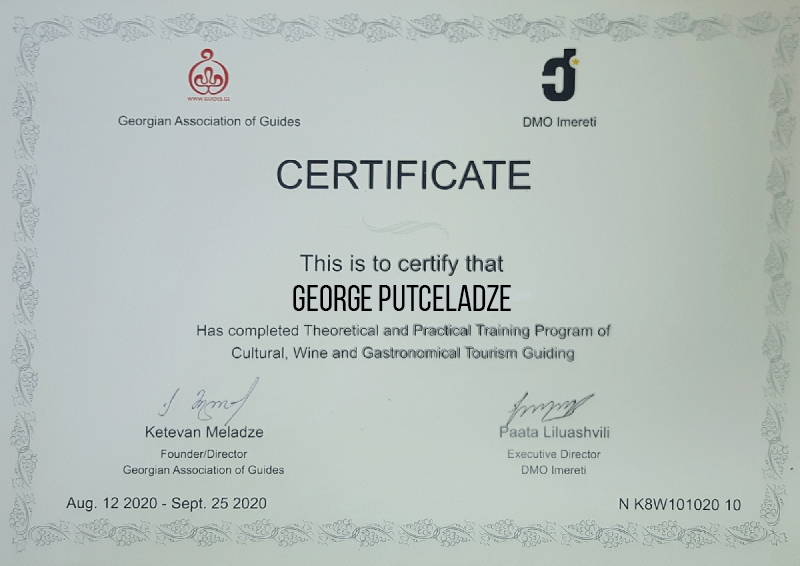 WWW.GUIDES.GE
Georgian Association of Guides
DMO Imereti
CERTIFICATE
This is to certify that
GEORGE PUTCELADZE
Has completed Theoretical and Practical Training Program of
Cultural, Wine and Gastronomical Tourism Guiding
Ketevan Meladze
Founder/Director
Georgian Association of Guides
Paata Liluashvili
Executive Director
DMO Imereti
Aug. 12 2020 - Sept. 25 2020
N K8W101020 10